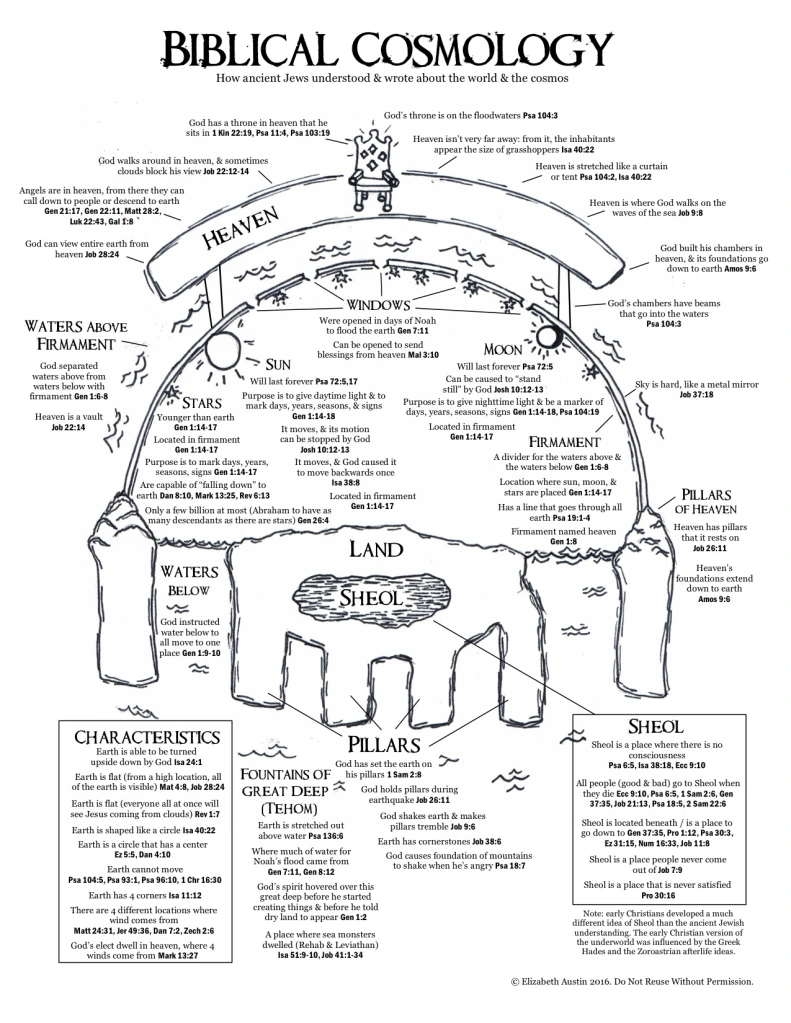 BIBLICAL COSMOLOGY
How ancient Jews understood & wrote about the world & the cosmos
God has a throne in heaven that he
sits in 1 Kin 22:19, Psa 11:4, Psa 103:19
God's throne is on the floodwaters Psa 104:3
Heaven isn't very far away: from it, the inhabitants
appear the size of grasshoppers Isa 40:22
God walks around in heaven, & sometimes
clouds block his view Job 22:12-14
Heaven is stretched like a curtain
or tent Psa 104:2, Isa 40:22
Angels are in heaven, from there they can
call down to people or descend to earth
Gen 21:17, Gen 22:11, Matt 28:2,
Luk 22:43, Gal 1:8
Heaven is where God walks on the
waves of the sea Job 9:8
God can view entire earth from
heaven Job 28:24
HEAVEN
God built his chambers in
heaven, & its foundations go
down to earth Amos 9:6
God's chambers have beams
that go into the waters
Psa 104:3
WINDOWS
Were opened in days of Noah
to flood the earth Gen 7:11
Can be opened to send
blessings from heaven Mal 3:10
WATERS ABOVE
FIRMAMENT
God separated
waters above from
waters below with
firmament Gen 1:6-8
Heaven is a vault
Job 22:14
SUN
Will last forever Psa 72:5,17
Purpose is to give daytime light & to
mark days, years, seasons, & signs
Gen 1:14-18
It moves, & its motion
can be stopped by God
Josh 10:12-13
It moves, & God caused it
to move backwards once
Isa 38:8
Located in firmament
Gen 1:14-17
MOON
Will last forever Psa 72:5
Can be caused to "stand
still" by God Josh 10:12-13
Purpose is to give nighttime light & be a marker of
days, years, seasons, signs Gen 1:14-18, Psa 104:19
Located in firmament
Gen 1:14-17
STARS
Younger than earth
Gen 1:14-17
Located in firmament
Gen 1:14-17
Purpose is to mark days, years,
seasons, signs Gen 1:14-17
Are capable of "falling down" to
earth Dan 8:10, Mark 13:25, Rev 6:13
Only a few billion at most (Abraham to have as
many descendants as there are stars) Gen 26:4
Sky is hard, like a metal mirror
Job 37:18
FIRMAMENT
A divider for the waters above &
the waters below Gen 1:6-8
Location where sun, moon, &
stars are placed Gen 1:14-17
Has a line that goes through all
earth Psa 19:1-4
Firmament named heaven
Gen 1:8
PILLARS
OF HEAVEN
Heaven has pillars
that it rests on
Job 26:11
Heaven's
foundations extend
down to earth
Amos 9:6
LAND
SHEOL
WATERS
BELOW
God instructed
water below to
all move to one
place Gen 1:9-10
CHARACTERISTICS
Earth is able to be turned
upside down by God Isa 24:1
Earth is flat (from a high location, all
of the earth is visible) Mat 4:8, Job 28:24
Earth is flat (everyone all at once will
see Jesus coming from clouds) Rev 1:7
Earth is shaped like a circle Isa 40:22
Earth is a circle that has a center
Ez 5:5, Dan 4:10
Earth cannot move
Psa 104:5, Psa 93:1, Psa 96:10, 1 Chr 16:30
Earth has 4 corners Isa 11:12
There are 4 different locations where
wind comes from
Matt 24:31, Jer 49:36, Dan 7:2, Zech 2:6
God's elect dwell in heaven, where 4
winds come from Mark 13:27
FOUNTAINS OF
GREAT DEEP
(TEHOM)
Earth is stretched out
above water Psa 136:6
Where much of water for
Noah's flood came from
Gen 7:11, Gen 8:12
God's spirit hovered over this
great deep before he started
creating things & before he told
dry land to appear Gen 1:2
A place where sea monsters
dwelled (Rehab & Leviathan)
Isa 51:9-10, Job 41:1-34
PILLARS
God has set the earth on
his pillars 1 Sam 2:8
God holds pillars during
earthquake Job 26:11
God shakes earth & makes
pillars tremble Job 9:6
Earth has cornerstones Job 38:6
God causes foundation of mountains
to shake when he's angry Psa 18:7
SHEOL
Sheol is a place where there is no
consciousness
Psa 6:5, Isa 38:18, Ecc 9:10
All people (good & bad) go to Sheol when
they die Ecc 9:10, Psa 6:5, 1 Sam 2:6, Gen
37:35, Job 21:13, Psa 18:5, 2 Sam 22:6
Sheol is located beneath / is a place to
go down to Gen 37:35, Pro 1:12, Psa 30:3,
Ez 31:15, Num 16:33, Job 11:8
Sheol is a place people never come
out of Job 7:9
Sheol is a place that is never satisfied
Pro 30:16
Note: early Christians developed a much
different idea of Sheol than the ancient Jewish
understanding. The early Christian version of
the underworld was influenced by the Greek
Hades and the Zoroastrian afterlife ideas.
© Elizabeth Austin 2016. Do Not Reuse Without Permission.